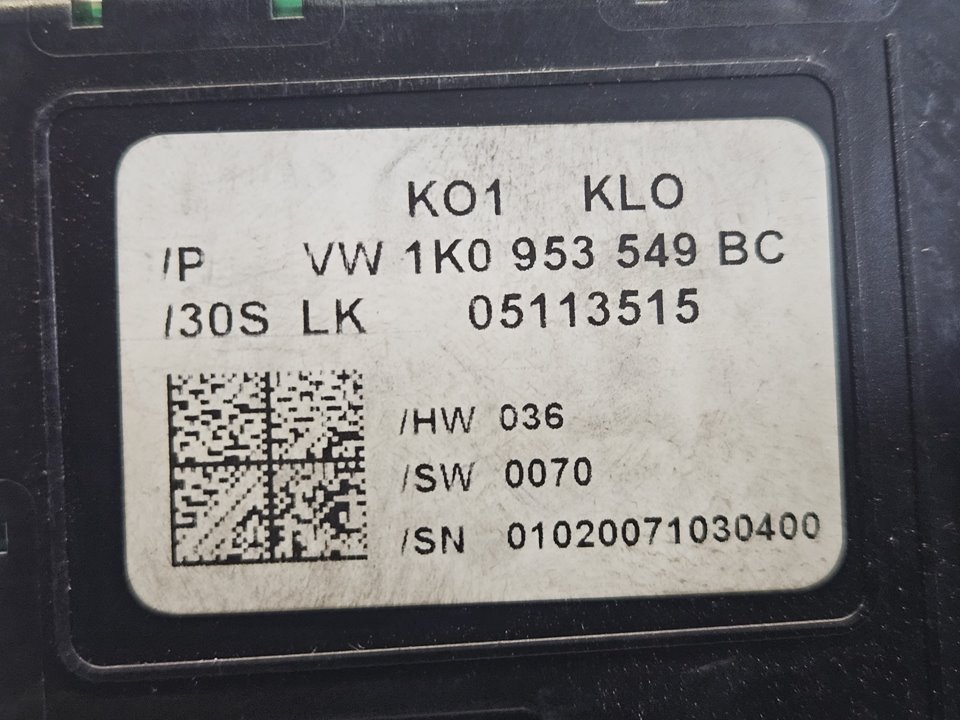 KO1 KLO
/P VW 1K0 953 549 BC
/30S LK 05113515
/HW 036
/SW 0070
/SN 01020071030400